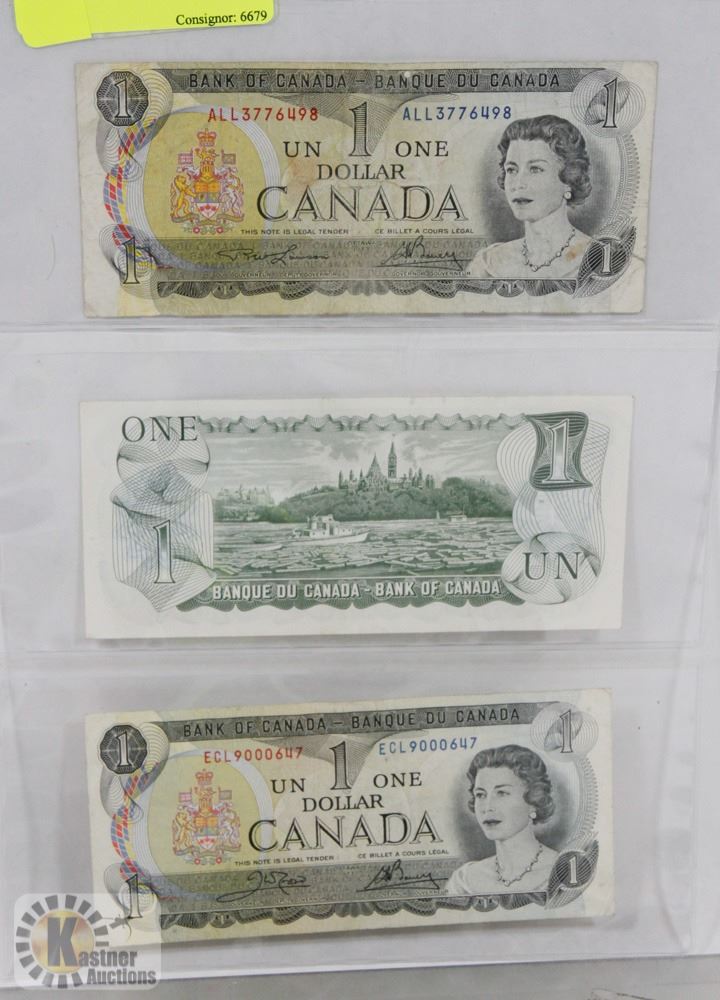 Consignor: 6679
1
BANK OF CANADA - BANQUE DU CANADA
1
ALL3776498
ALL3776498
UN 1 ONE
DOLLAR
CANADA
THIS NOTE IS LEGAL TENDER
CE BILLET A COURS LÉGAL
1
1
ONE
1
1
UN
BANQUE DU CANADA - BANK OF CANADA
1
BANK OF CANADA - BANQUE DU CANADA
1
ECL9000647
ECL9000647
UN 1 ONE
DOLLAR
CANADA
THIS NOTE IS LEGAL TENDER
CE BILLET A COURS LÉGAL
1
1
Kastner
Auctions